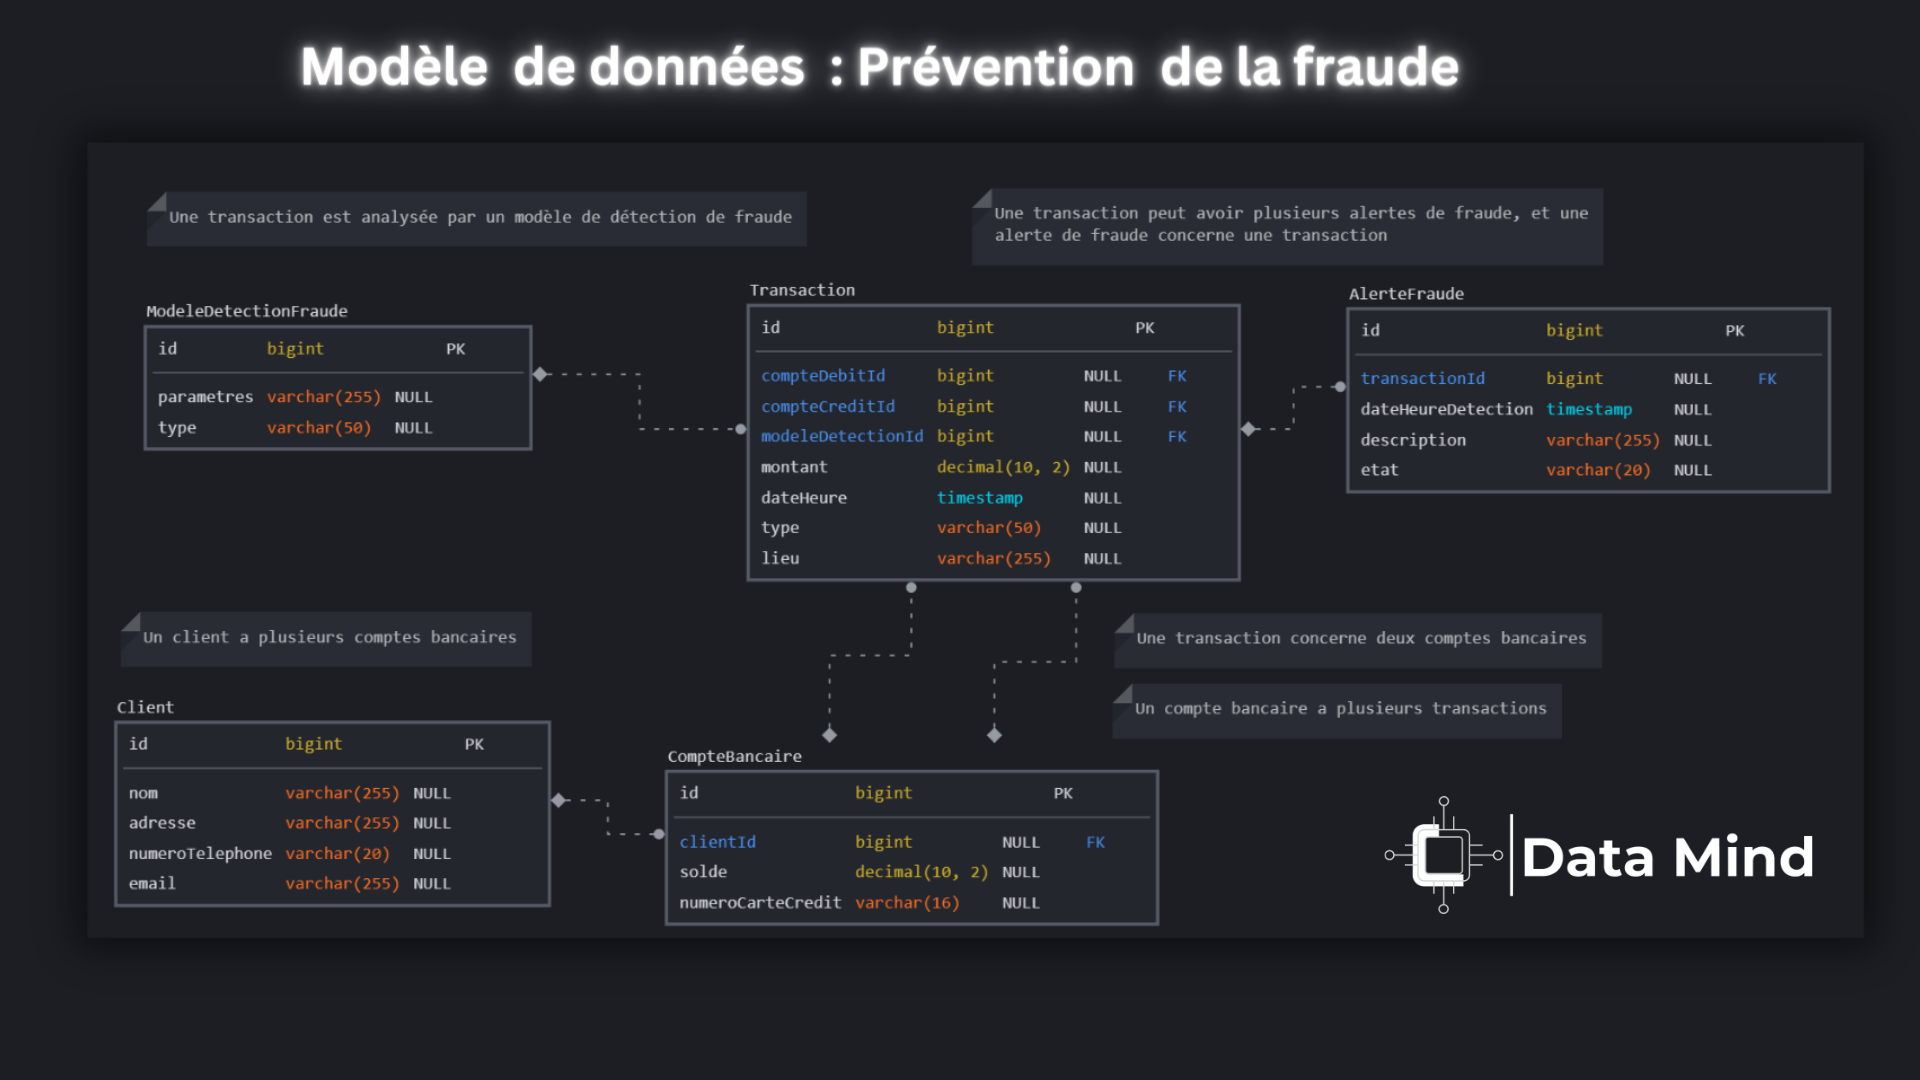 Modèle de données : Prévention de la fraude
Une transaction est analysée par un modèle de détection de fraude
Une transaction peut avoir plusieurs alertes de fraude, et une
alerte de fraude concerne une transaction
ModeleDetectionFraude
id bigint PK
parametres varchar(255) NULL
type varchar(50) NULL
Transaction
id bigint PK
compteDebitId bigint NULL FK
compteCreditId bigint NULL FK
modeleDetectionId bigint NULL FK
montant decimal(10, 2) NULL
dateHeure timestamp NULL
type varchar(50) NULL
lieu varchar(255) NULL
AlerteFraude
id bigint PK
transactionId bigint NULL FK
dateHeureDetection timestamp NULL
description varchar(255) NULL
etat varchar(20) NULL
Un client a plusieurs comptes bancaires
Une transaction concerne deux comptes bancaires
Un compte bancaire a plusieurs transactions
Client
id bigint PK
nom varchar(255) NULL
adresse varchar(255) NULL
numeroTelephone varchar(20) NULL
email varchar(255) NULL
CompteBancaire
id bigint PK
clientId bigint NULL FK
solde decimal(10, 2) NULL
numeroCarteCredit varchar(16) NULL
Data Mind